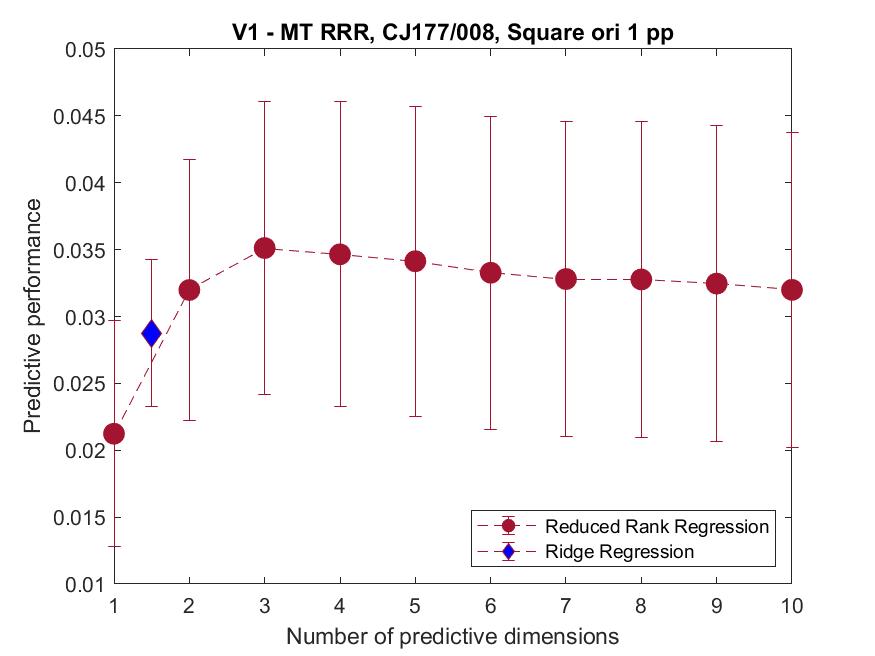 V1 - MT RRR, CJ177/008, Square ori 1 pp
0.05
0.045
0.04
0.035
0.03
0.025
0.02
0.015
0.01
Predictive performance
Reduced Rank Regression
Ridge Regression
1 2 3 4 5 6 7 8 9 10
Number of predictive dimensions